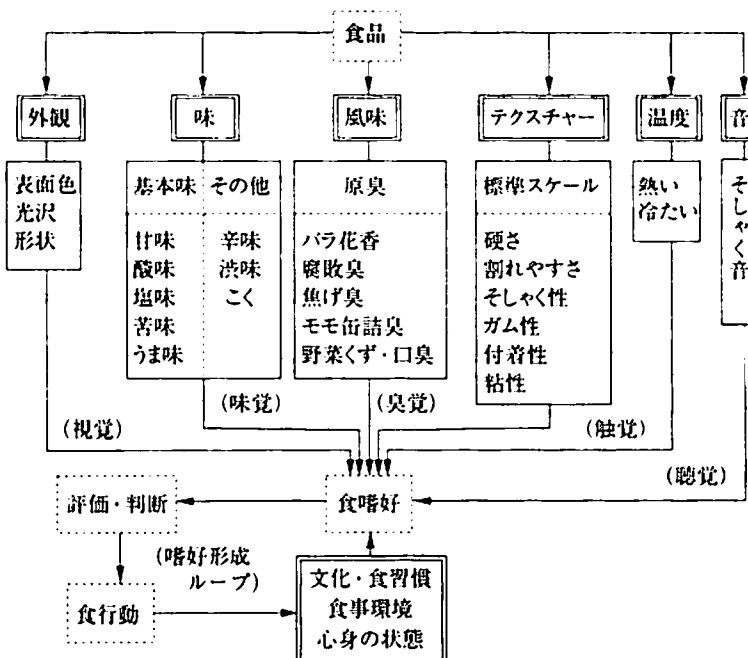 食品
外観
味
風味
テクスチャー
温度
音
表面色
光沢
形状
基本味 その他
甘味 辛味
酸味 渋味
塩味 こく
苦味
うま味
原臭
バラ花香
腐敗臭
焦げ臭
モモ缶詰臭
野菜くず・口臭
標準スケール
硬さ
割れやすさ
そしゃく性
ガム性
付着性
粘性
熱い
冷たい
そしゃく音
(視覚)
(味覚)
(臭覚)
(触覚)
(聴覚)
評価・判断
食嗜好
(嗜好形成
ループ)
食行動
文化・食習慣
食事環境
心身の状態